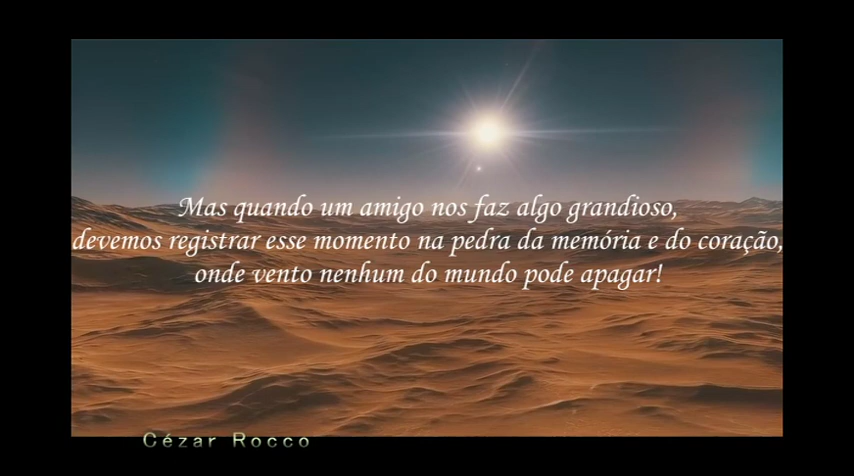 Mas quando um amigo nos faz algo grandioso,
devemos registrar esse momento na pedra da memória e do coração,
onde vento nenhum do mundo pode apagar!
Cézar Rocco